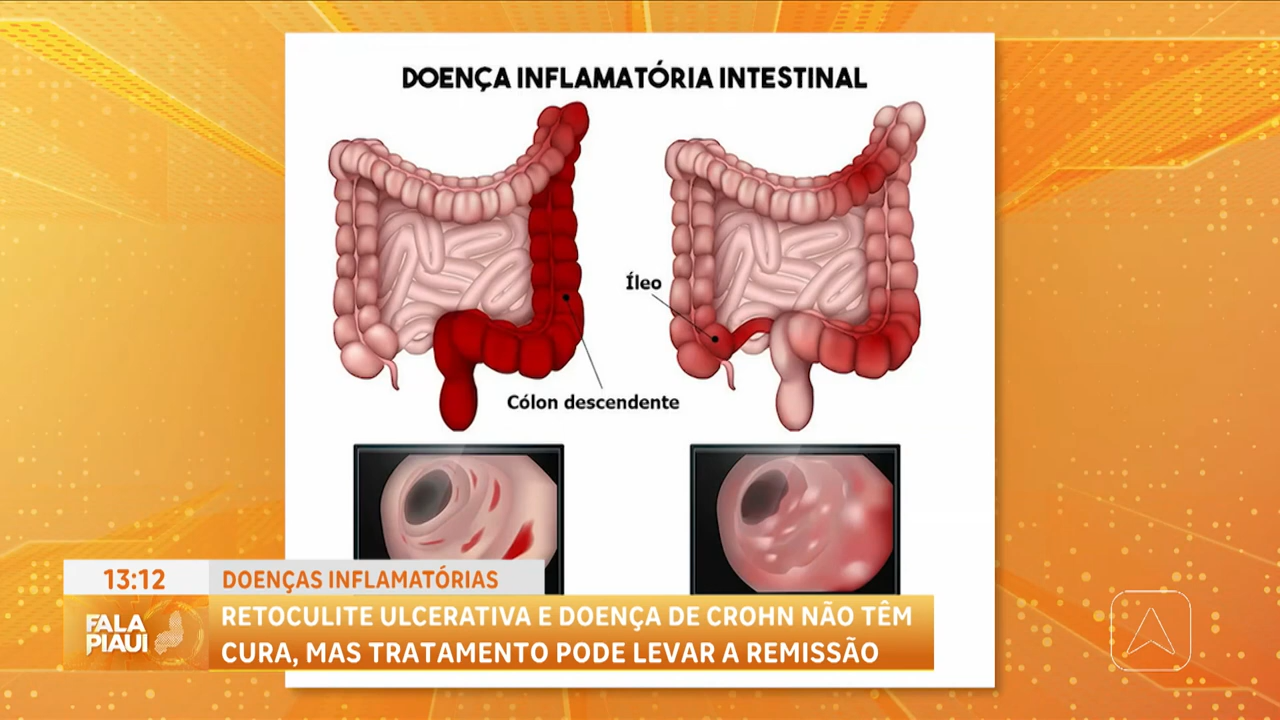 DOENÇA INFLAMATÓRIA INTESTINAL
Íleo
Cólon descendente
13:12
DOENÇAS INFLAMATÓRIAS
FALA
PIAUÍ
RETOCULITE ULCERATIVA E DOENÇA DE CROHN NÃO TÊM
CURA, MAS TRATAMENTO PODE LEVAR A REMISSÃO